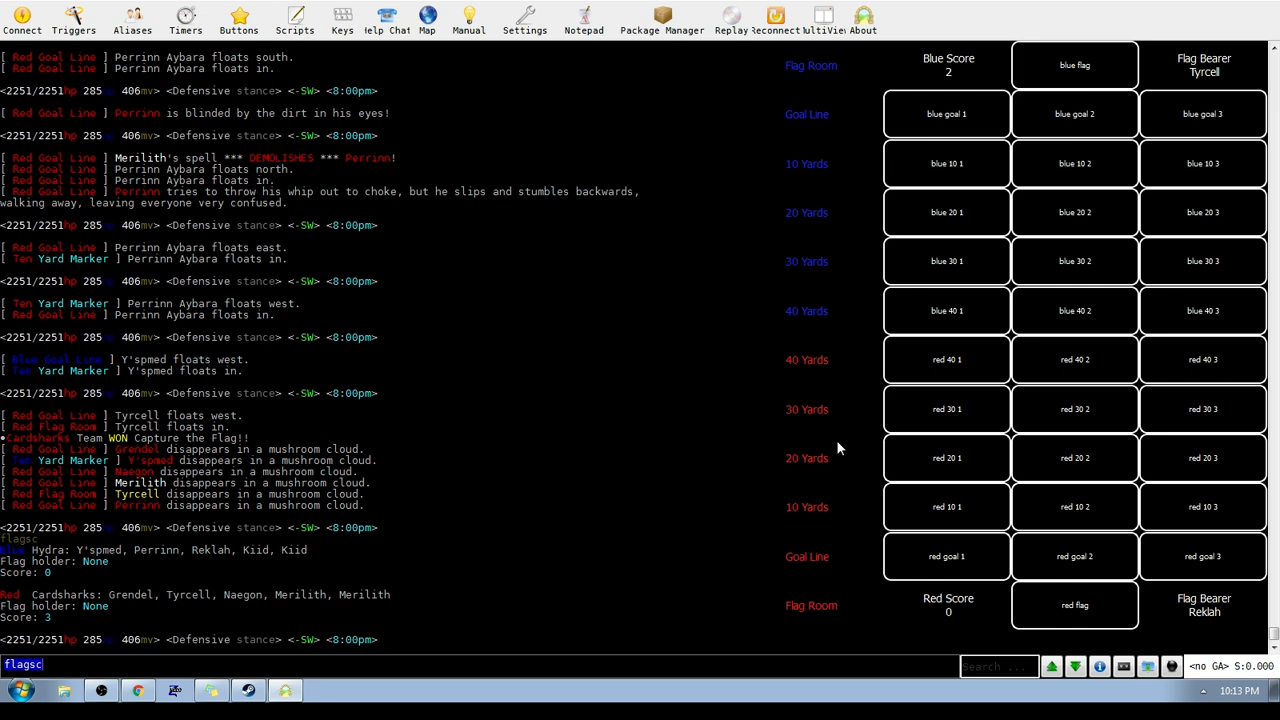 Connect Triggers Aliases Timers Buttons Scripts Keys Help Chat Map Manual Settings Notepad Package Manager Replay Reconnect MultiView About
[ Red Goal Line ] Perrinn Aybara floats south.
[ Red Goal Line ] Perrinn Aybara floats in.
<2251/2251hp 285sp 406mv> <Defensive stance> <-SW> <8:00pm>
[ Red Goal Line ] Perrinn is blinded by the dirt in his eyes!
<2251/2251hp 285sp 406mv> <Defensive stance> <-SW> <8:00pm>
[ Red Goal Line ] Merilith's spell *** DEMOLISHES *** Perrinn!
[ Red Goal Line ] Perrinn Aybara floats north.
[ Red Goal Line ] Perrinn Aybara floats in.
[ Red Goal Line ] Perrinn tries to throw his whip out to choke, but he slips and stumbles backwards,
walking away, leaving everyone very confused.
<2251/2251hp 285sp 406mv> <Defensive stance> <-SW> <8:00pm>
[ Red Goal Line ] Perrinn Aybara floats east.
[ Ten Yard Marker ] Perrinn Aybara floats in.
<2251/2251hp 285sp 406mv> <Defensive stance> <-SW> <8:00pm>
[ Ten Yard Marker ] Perrinn Aybara floats west.
[ Red Goal Line ] Perrinn Aybara floats in.
<2251/2251hp 285sp 406mv> <Defensive stance> <-SW> <8:00pm>
[ Blue Goal Line ] Y'spmed floats west.
[ Ten Yard Marker ] Y'spmed floats in.
<2251/2251hp 285sp 406mv> <Defensive stance> <-SW> <8:00pm>
[ Red Goal Line ] Tyrcell floats west.
[ Red Flag Room ] Tyrcell floats in.
•Cardsharks Team WON Capture the Flag!!
[ Red Goal Line ] Grendel disappears in a mushroom cloud.
[ Ten Yard Marker ] Y'spmed disappears in a mushroom cloud.
[ Red Goal Line ] Naegon disappears in a mushroom cloud.
[ Red Goal Line ] Merilith disappears in a mushroom cloud.
[ Red Flag Room ] Tyrcell disappears in a mushroom cloud.
[ Red Goal Line ] Perrinn disappears in a mushroom cloud.
<2251/2251hp 285sp 406mv> <Defensive stance> <-SW> <8:00pm>
flagsc
Blue Hydra: Y'spmed, Perrinn, Reklah, Kiid, Kiid
Flag holder: None
Score: 0
Red Cardsharks: Grendel, Tyrcell, Naegon, Merilith, Merilith
Flag holder: None
Score: 3
<2251/2251hp 285sp 406mv> <Defensive stance> <-SW> <8:00pm>
Flag Room
Blue Score
2
blue flag
Flag Bearer
Tyrcell
Goal Line blue goal 1 blue goal 2 blue goal 3
10 Yards blue 10 1 blue 10 2 blue 10 3
20 Yards blue 20 1 blue 20 2 blue 20 3
30 Yards blue 30 1 blue 30 2 blue 30 3
40 Yards blue 40 1 blue 40 2 blue 40 3
40 Yards red 40 1 red 40 2 red 40 3
30 Yards red 30 1 red 30 2 red 30 3
20 Yards red 20 1 red 20 2 red 20 3
10 Yards red 10 1 red 10 2 red 10 3
Goal Line red goal 1 red goal 2 red goal 3
Flag Room
Red Score
0
red flag
Flag Bearer
Reklah
flagsc
Search ...
<no GA> S:0.000
10:13 PM